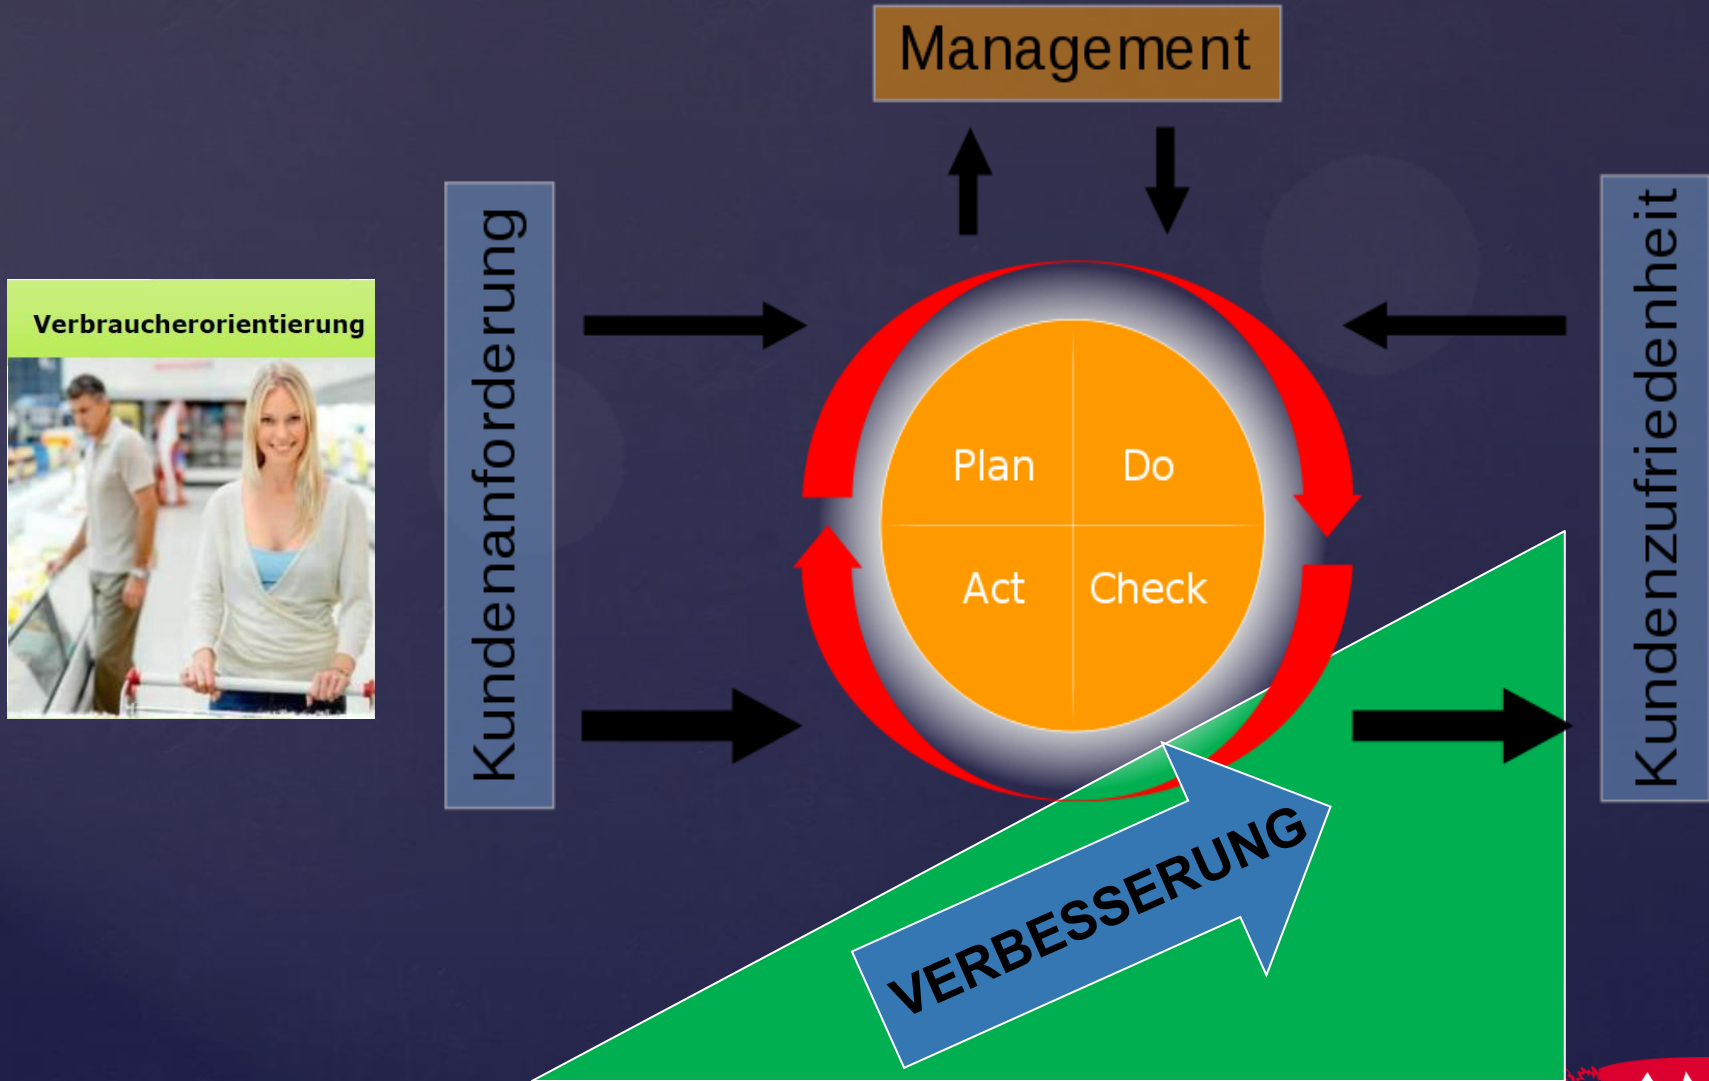 Management
Verbraucherorientierung
Kundenanforderung
Plan
Do
Act
Check
Kundenzufriedenheit
VERBESSERUNG